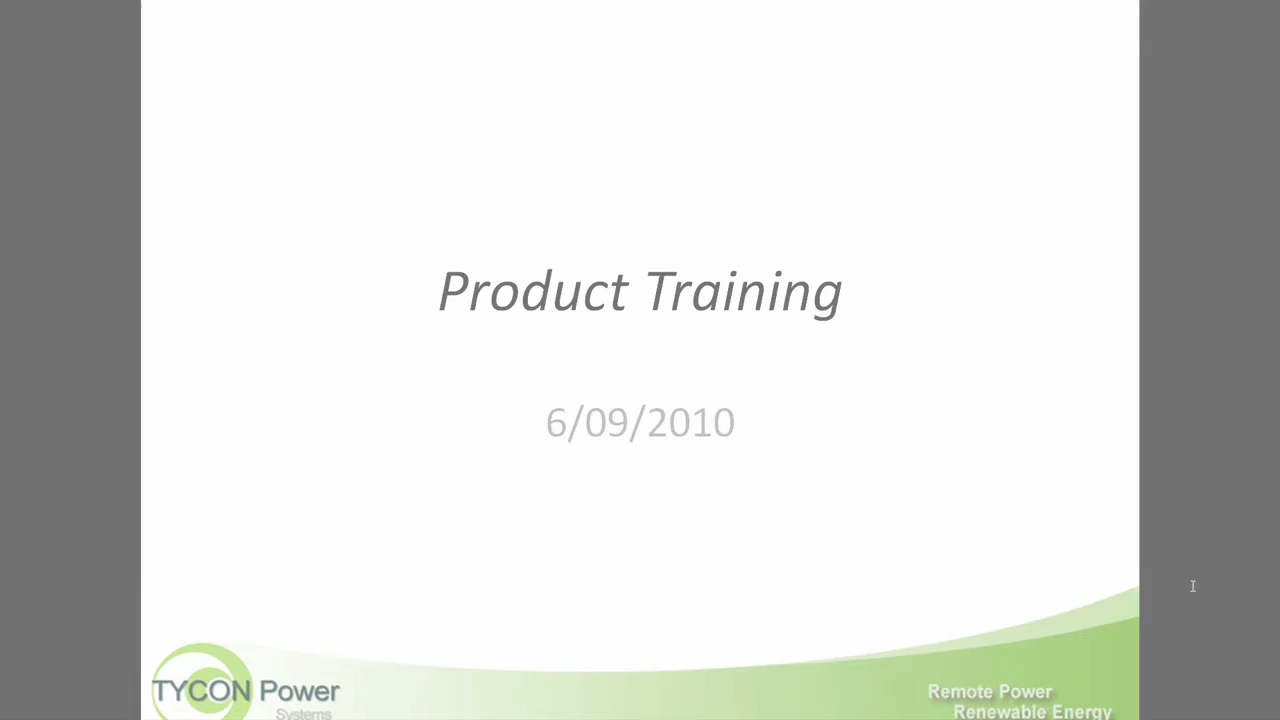 Product Training
6/09/2010
TYCON Power
Systems
Remote Power
Renewable Energy